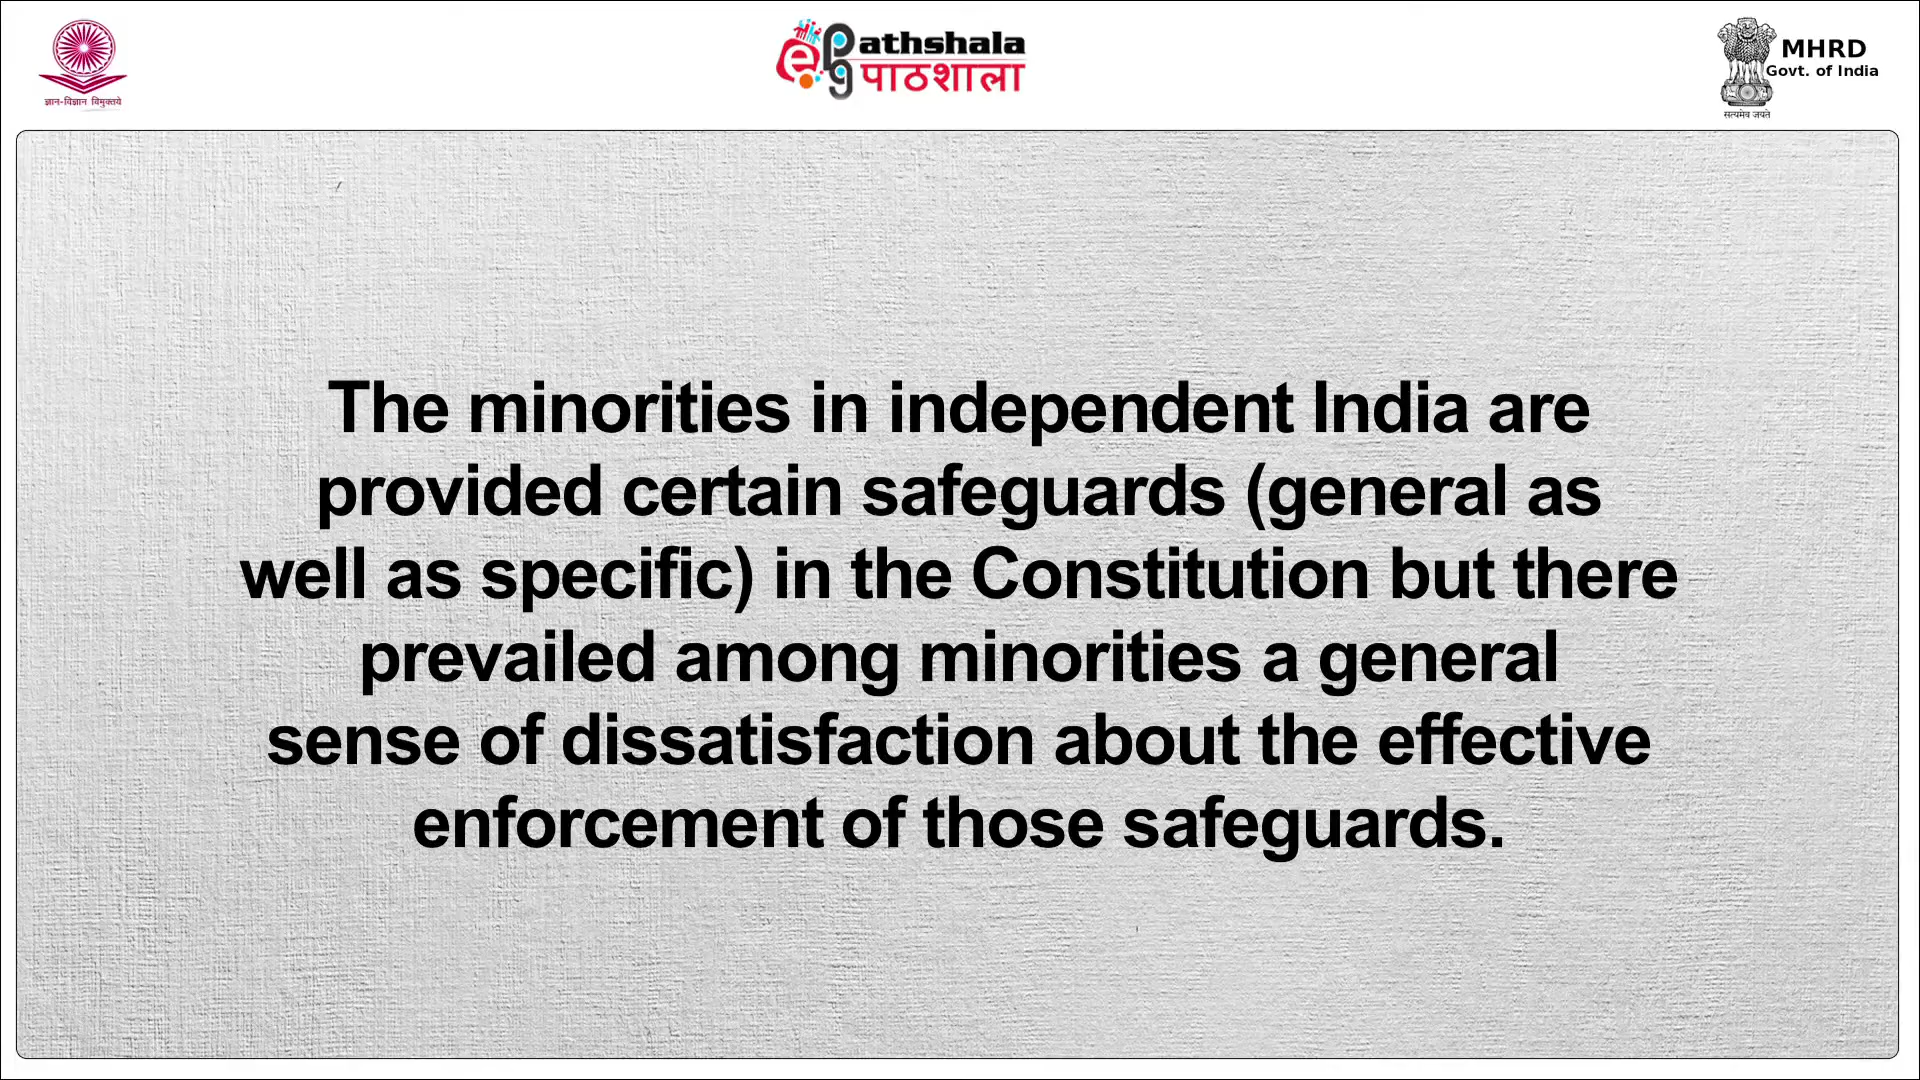 ज्ञान-विज्ञान विमुक्तये
ePGathshala
पाठशाला
MHRD
Govt. of India
सत्यमेव जयते
The minorities in independent India are
provided certain safeguards (general as
well as specific) in the Constitution but there
prevailed among minorities a general
sense of dissatisfaction about the effective
enforcement of those safeguards.